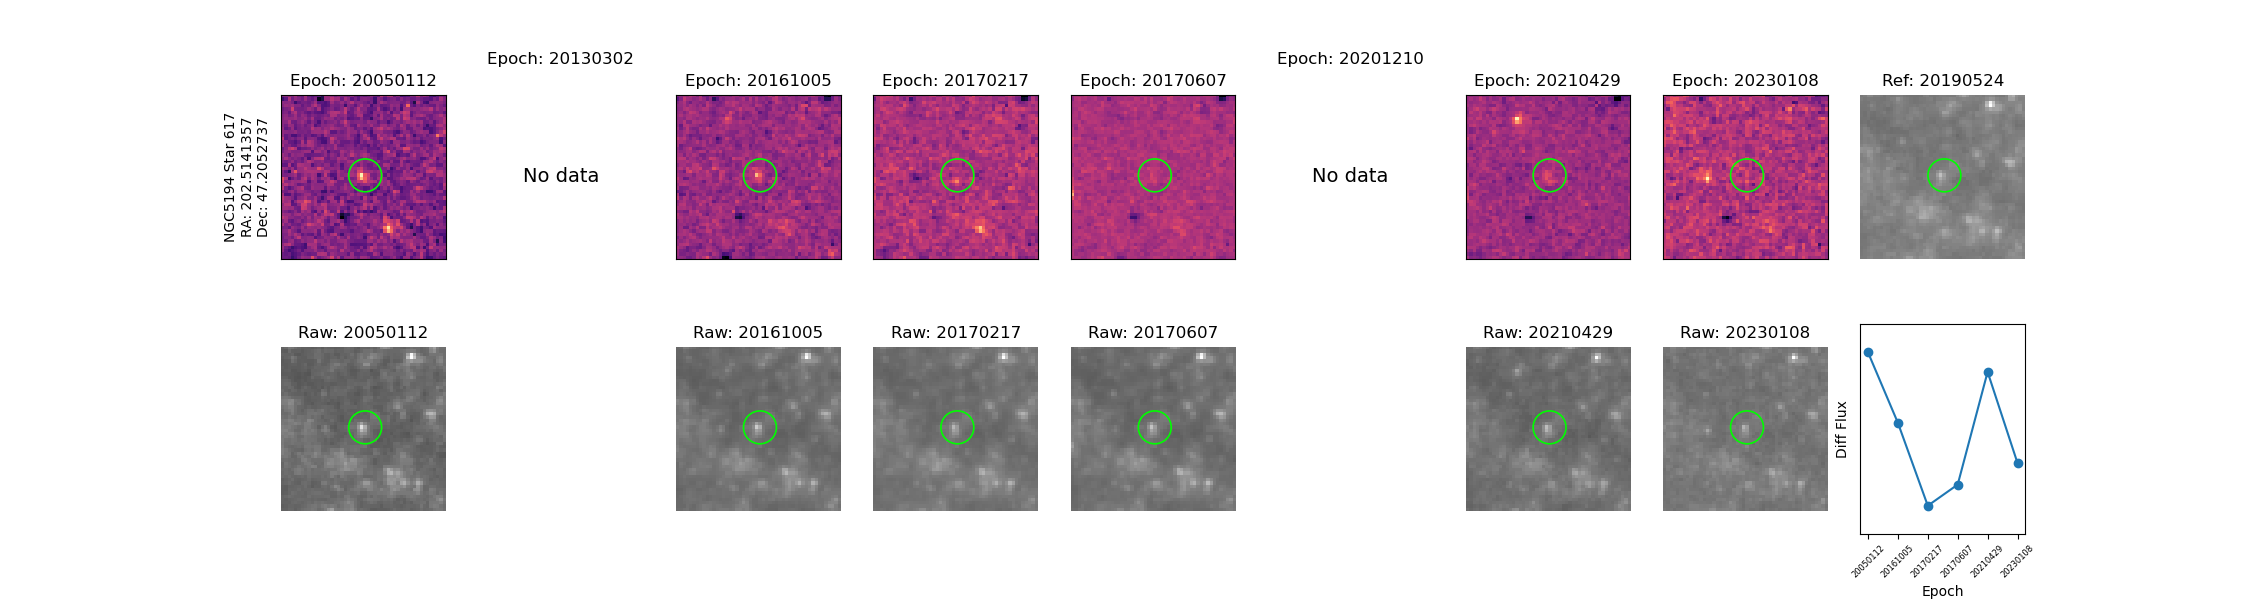 Epoch: 20130302
Epoch: 20201210
Epoch: 20050112
Epoch: 20161005
Epoch: 20170217
Epoch: 20170607
Epoch: 20210429
Epoch: 20230108
Ref: 20190524
NGC5194 Star 617
RA: 202.5141357
Dec: 47.2052737
No data
No data
Raw: 20050112
Raw: 20161005
Raw: 20170217
Raw: 20170607
Raw: 20210429
Raw: 20230108
Diff Flux
20050112
20161005
20170217
20170607
20210429
20230108
Epoch